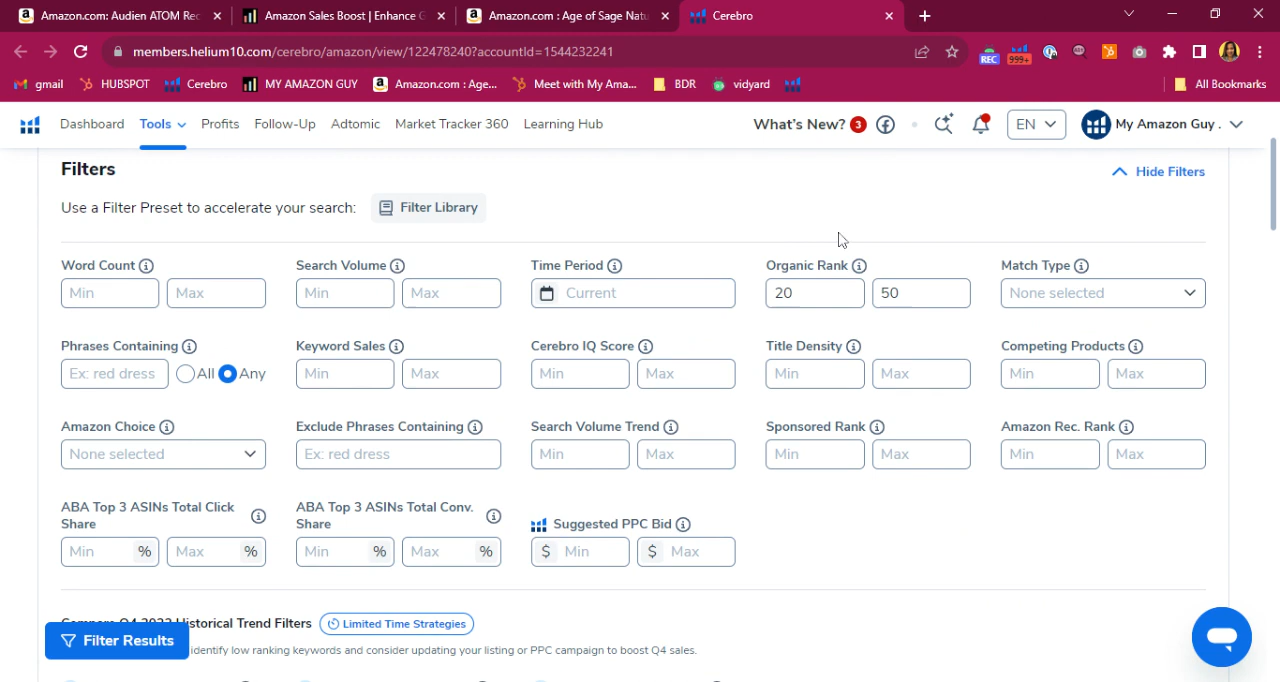 Amazon.com: Audien ATOM Rec
Amazon Sales Boost | Enhance G
Amazon.com : Age of Sage Natu
Cerebro
members.helium10.com/cerebro/amazon/view/122478240?accountId=1544232241
REC
999+
gmail
HUBSPOT
Cerebro
MY AMAZON GUY
Amazon.com : Age...
Meet with My Ama...
BDR
vidyard
All Bookmarks
Dashboard
Tools
Profits
Follow-Up
Adtomic
Market Tracker 360
Learning Hub
What's New? 3
EN
My Amazon Guy .
Filters
Hide Filters
Use a Filter Preset to accelerate your search:
Filter Library
Word Count
Search Volume
Time Period
Organic Rank
Match Type
Min Max
Min Max
Current
20 50
None selected
Phrases Containing
Keyword Sales
Cerebro IQ Score
Title Density
Competing Products
Ex: red dress All Any
Min Max
Min Max
Min Max
Min Max
Amazon Choice
Exclude Phrases Containing
Search Volume Trend
Sponsored Rank
Amazon Rec. Rank
None selected
Ex: red dress
Min Max
Min Max
Min Max
ABA Top 3 ASINs Total Click
Share
ABA Top 3 ASINs Total Conv.
Share
Suggested PPC Bid
Min % Max %
Min % Max %
$ Min $ Max
Compare Q4 2022 Historical Trend Filters
Limited Time Strategies
Filter Results
identify low ranking keywords and consider updating your listing or PPC campaign to boost Q4 sales.